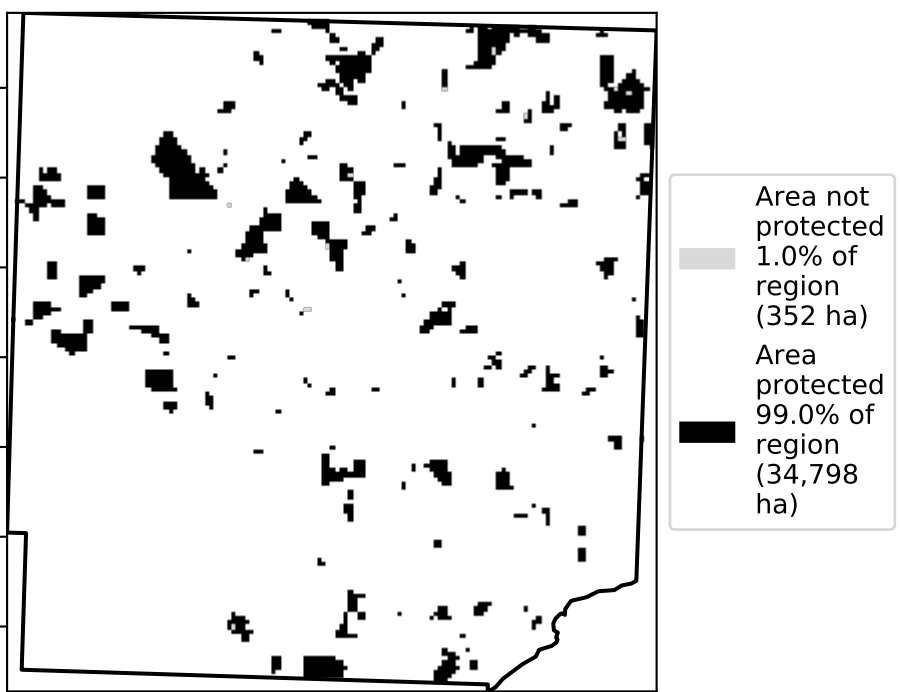 Area not
protected
1.0% of
region
(352 ha)
Area
protected
99.0% of
region
(34,798
ha)